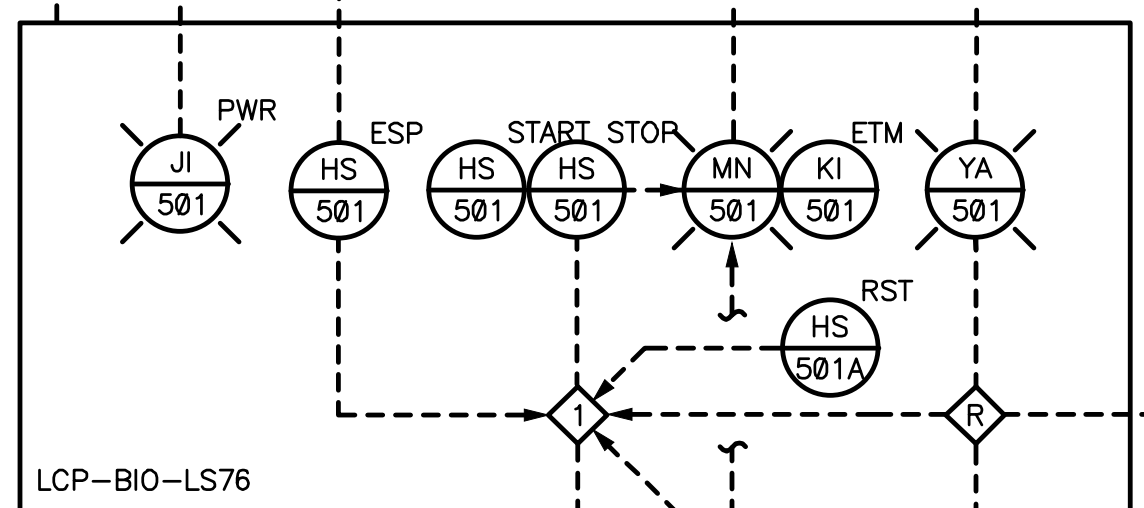 PWR
JI
501
ESP
HS
501
START
HS
501
STOP
HS
501
MN
501
ETM
KI
501
YA
501
RST
HS
501A
1
R
LCP-BIO-LS76